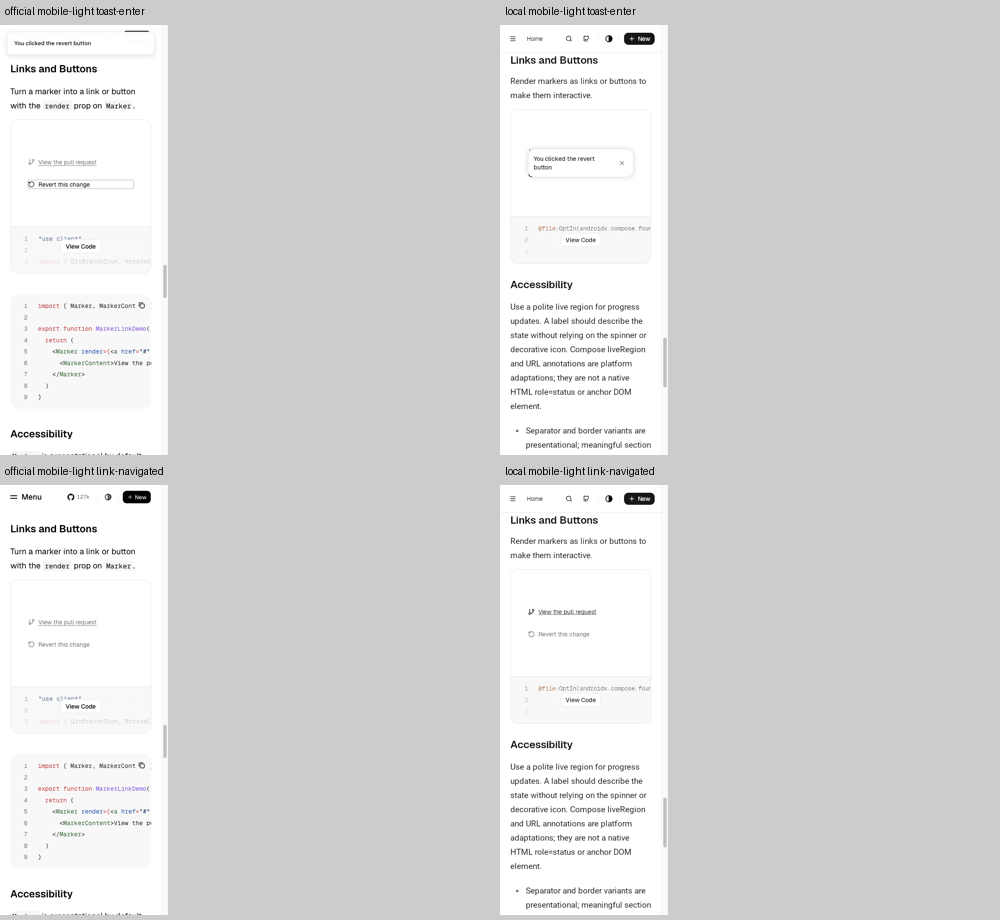 official mobile-light toast-enter
You clicked the revert button
Links and Buttons
Turn a marker into a link or button
with the render prop on Marker.
View the pull request
Revert this change
1 "use client"
View Code
2
3 import { GitBranchIcon, RotateC
1 import { Marker, MarkerCont
2
3 export function MarkerLinkDemo(
4 return (
5 <Marker render={<a href="#"
6 <MarkerContent>View the pu
7 </Marker>
8 )
9 }
Accessibility
local mobile-light toast-enter
Home
+ New
Links and Buttons
Render markers as links or buttons to
make them interactive.
You clicked the revert
button
1 @file:OptIn(androidx.compose.four
2
View Code
3
Accessibility
Use a polite live region for progress
updates. A label should describe the
state without relying on the spinner or
decorative icon. Compose liveRegion
and URL annotations are platform
adaptations; they are not a native
HTML role=status or anchor DOM
element.
• Separator and border variants are
presentational; meaningful section
official mobile-light link-navigated
Menu
127k
+ New
Links and Buttons
Turn a marker into a link or button
with the render prop on Marker.
View the pull request
Revert this change
1 "use client"
View Code
2
3 import { GitBranchIcon, RotateC
1 import { Marker, MarkerCont
2
3 export function MarkerLinkDemo(
4 return (
5 <Marker render={<a href="#"
6 <MarkerContent>View the pu
7 </Marker>
8 )
9 }
Accessibility
local mobile-light link-navigated
Home
+ New
Links and Buttons
Render markers as links or buttons to
make them interactive.
View the pull request
Revert this change
1 @file:OptIn(androidx.compose.four
2
View Code
3
Accessibility
Use a polite live region for progress
updates. A label should describe the
state without relying on the spinner or
decorative icon. Compose liveRegion
and URL annotations are platform
adaptations; they are not a native
HTML role=status or anchor DOM
element.
• Separator and border variants are
presentational; meaningful section